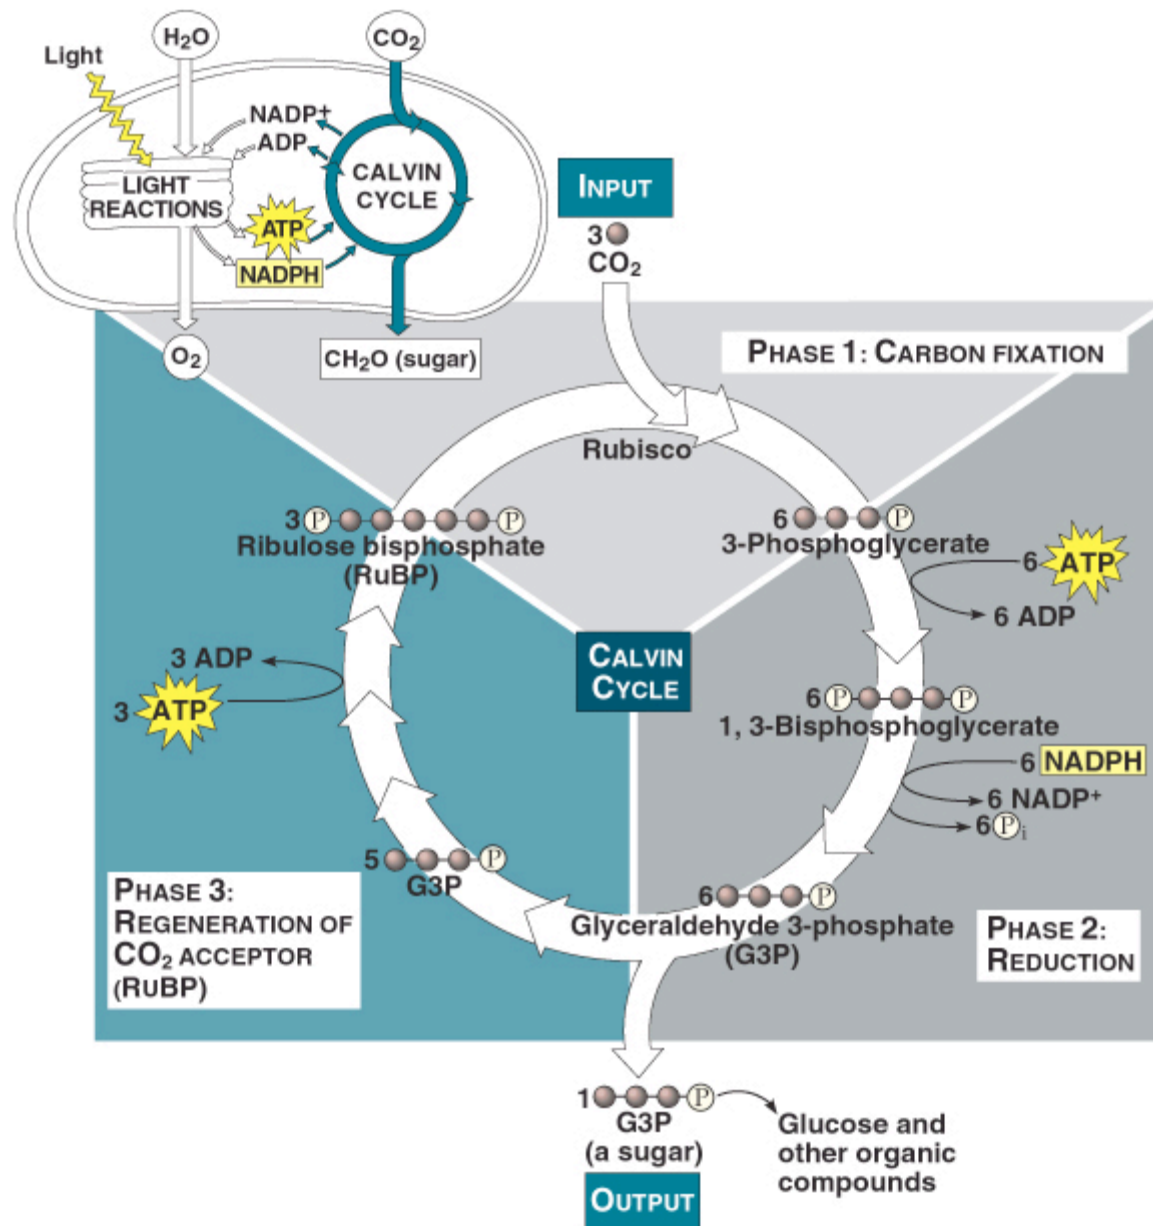 H₂O
CO₂
Light
NADP⁺
ADP
CALVIN
CYCLE
LIGHT
REACTIONS
ATP
NADPH
O₂
CH₂O (sugar)
INPUT
3
CO₂
PHASE 1: CARBON FIXATION
Rubisco
3 P P
Ribulose bisphosphate
(RuBP)
6 P
3-Phosphoglycerate
6 ATP
6 ADP
CALVIN
CYCLE
3 ADP
3 ATP
6 P P
1, 3-Bisphosphoglycerate
6 NADPH
6 NADP⁺
6 Pᵢ
5 P
G3P
6 P
Glyceraldehyde 3-phosphate
(G3P)
PHASE 3:
REGENERATION OF
CO₂ ACCEPTOR
(RUBP)
PHASE 2:
REDUCTION
1 P
G3P
(a sugar)
Glucose and
other organic
compounds
OUTPUT